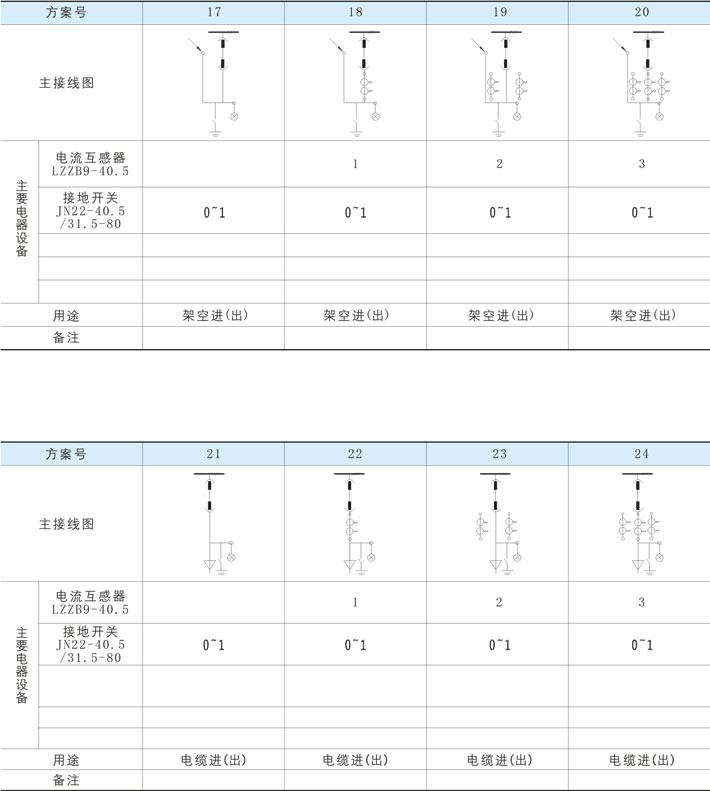 方案号 17 18 19 20
主接线图
主要电器设备
电流互感器
LZZB9-40.5 1 2 3
接地开关
JN22-40.5
/31.5-80 0~1 0~1 0~1 0~1
用途 架空进(出) 架空进(出) 架空进(出) 架空进(出)
备注
方案号 21 22 23 24
主接线图
主要电器设备
电流互感器
LZZB9-40.5 1 2 3
接地开关
JN22-40.5
/31.5-80 0~1 0~1 0~1 0~1
用途 电缆进(出) 电缆进(出) 电缆进(出) 电缆进(出)
备注